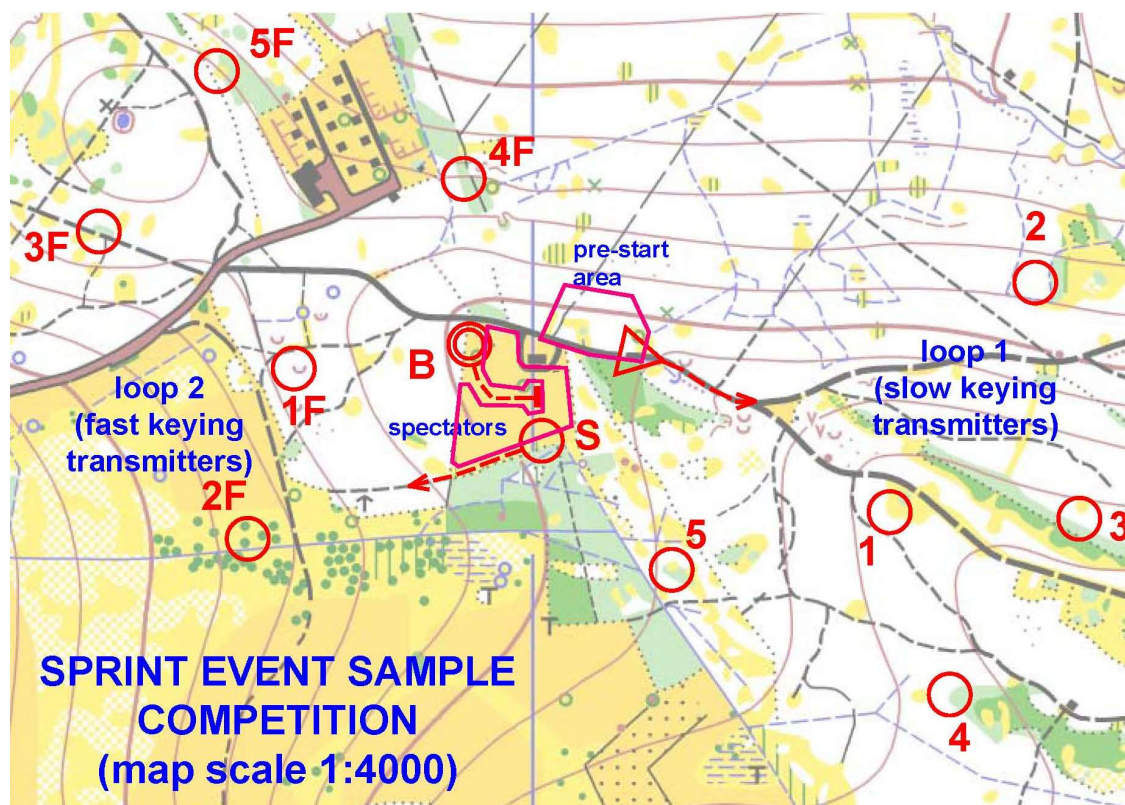 5F
4F
3F
2
pre-start
area
B
loop 1
(slow keying
transmitters)
loop 2
(fast keying
transmitters)
1F
spectators
S
2F
5
1
3
4
SPRINT EVENT SAMPLE
COMPETITION
(map scale 1:4000)